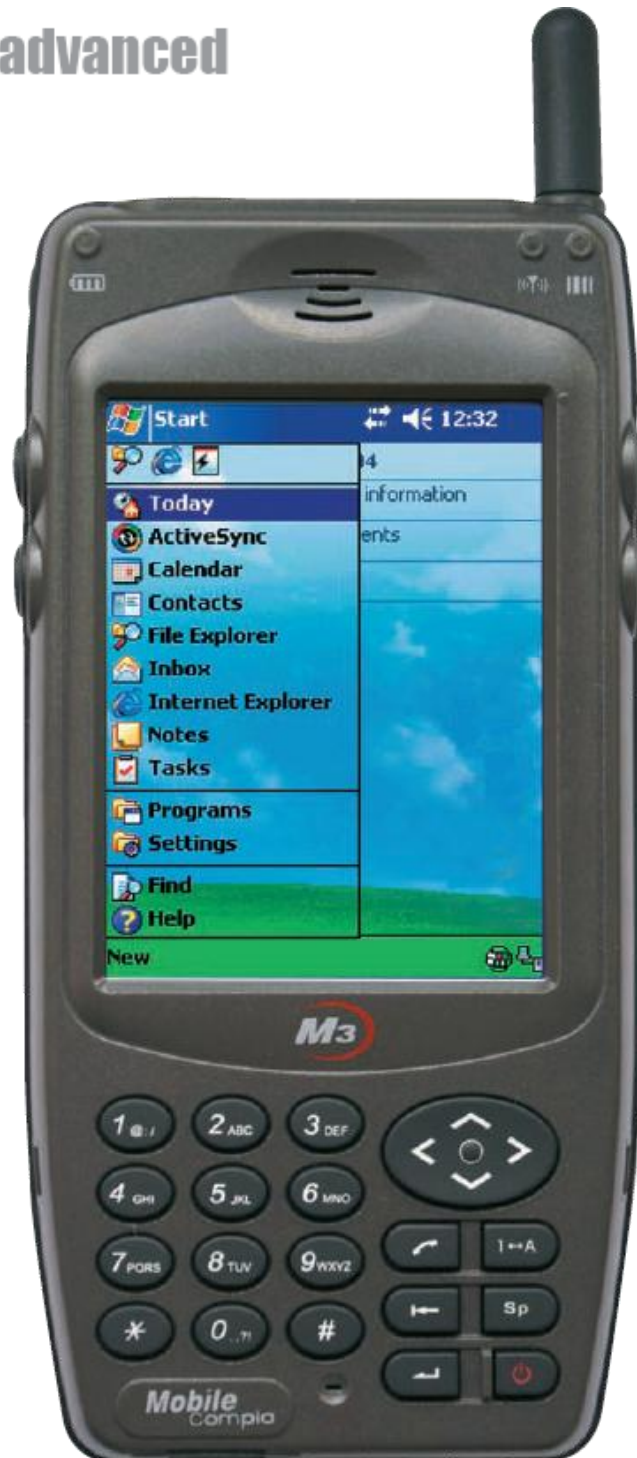 advanced
Start 12:32
04
Today
information
ActiveSync
ents
Calendar
Contacts
File Explorer
Inbox
Internet Explorer
Notes
Tasks
Programs
Settings
Find
Help
New
M3
1 @:/ 2 ABC 3 DEF
4 GHI 5 JKL 6 MNO
7 PQRS 8 TUV 9 WXYZ
1↔A
Sp
* 0 .,?! #
Mobile
Compia